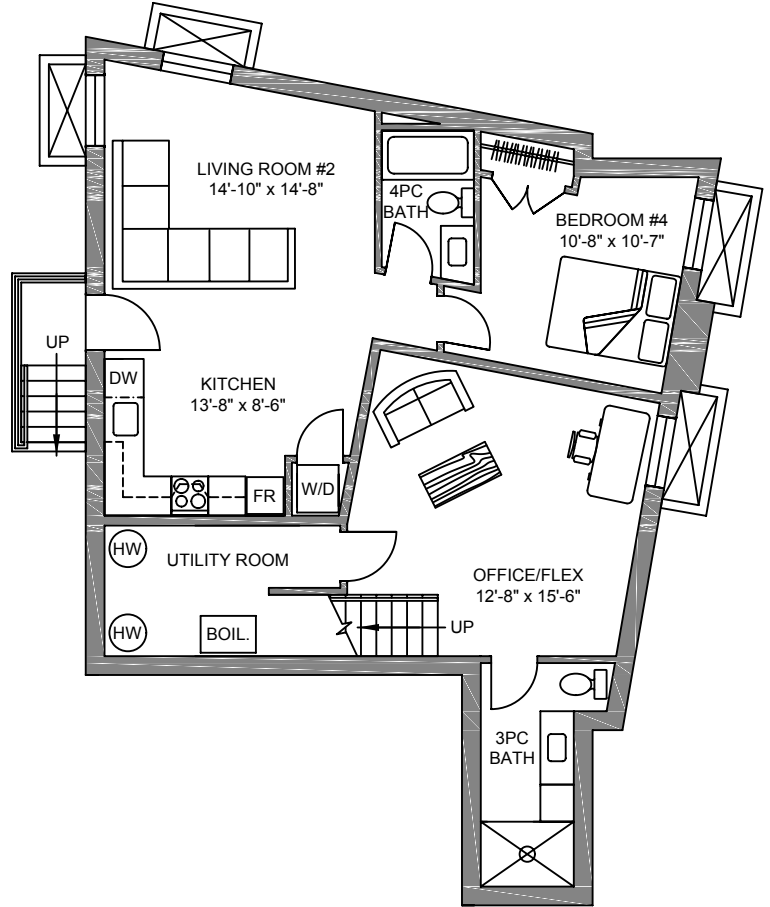 LIVING ROOM #2
14'-10" x 14'-8"
4PC
BATH
BEDROOM #4
10'-8" x 10'-7"
UP
DW
KITCHEN
13'-8" x 8'-6"
W/D
FR
HW
UTILITY ROOM
OFFICE/FLEX
12'-8" x 15'-6"
HW
BOIL.
UP
3PC
BATH